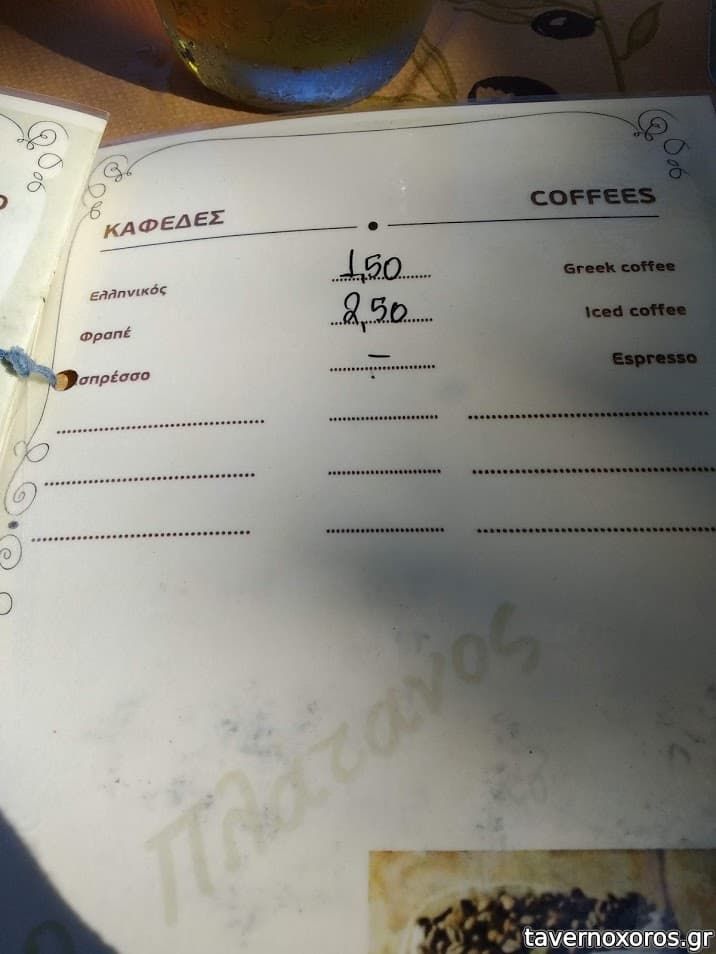 ΚΑΦΕΔΕΣ COFFEES
Ελληνικός 1,50 Greek coffee
Φραπέ 2,50 Iced coffee
σπρέσσο - Espresso
Πλάτανος
tavernoxoros.gr